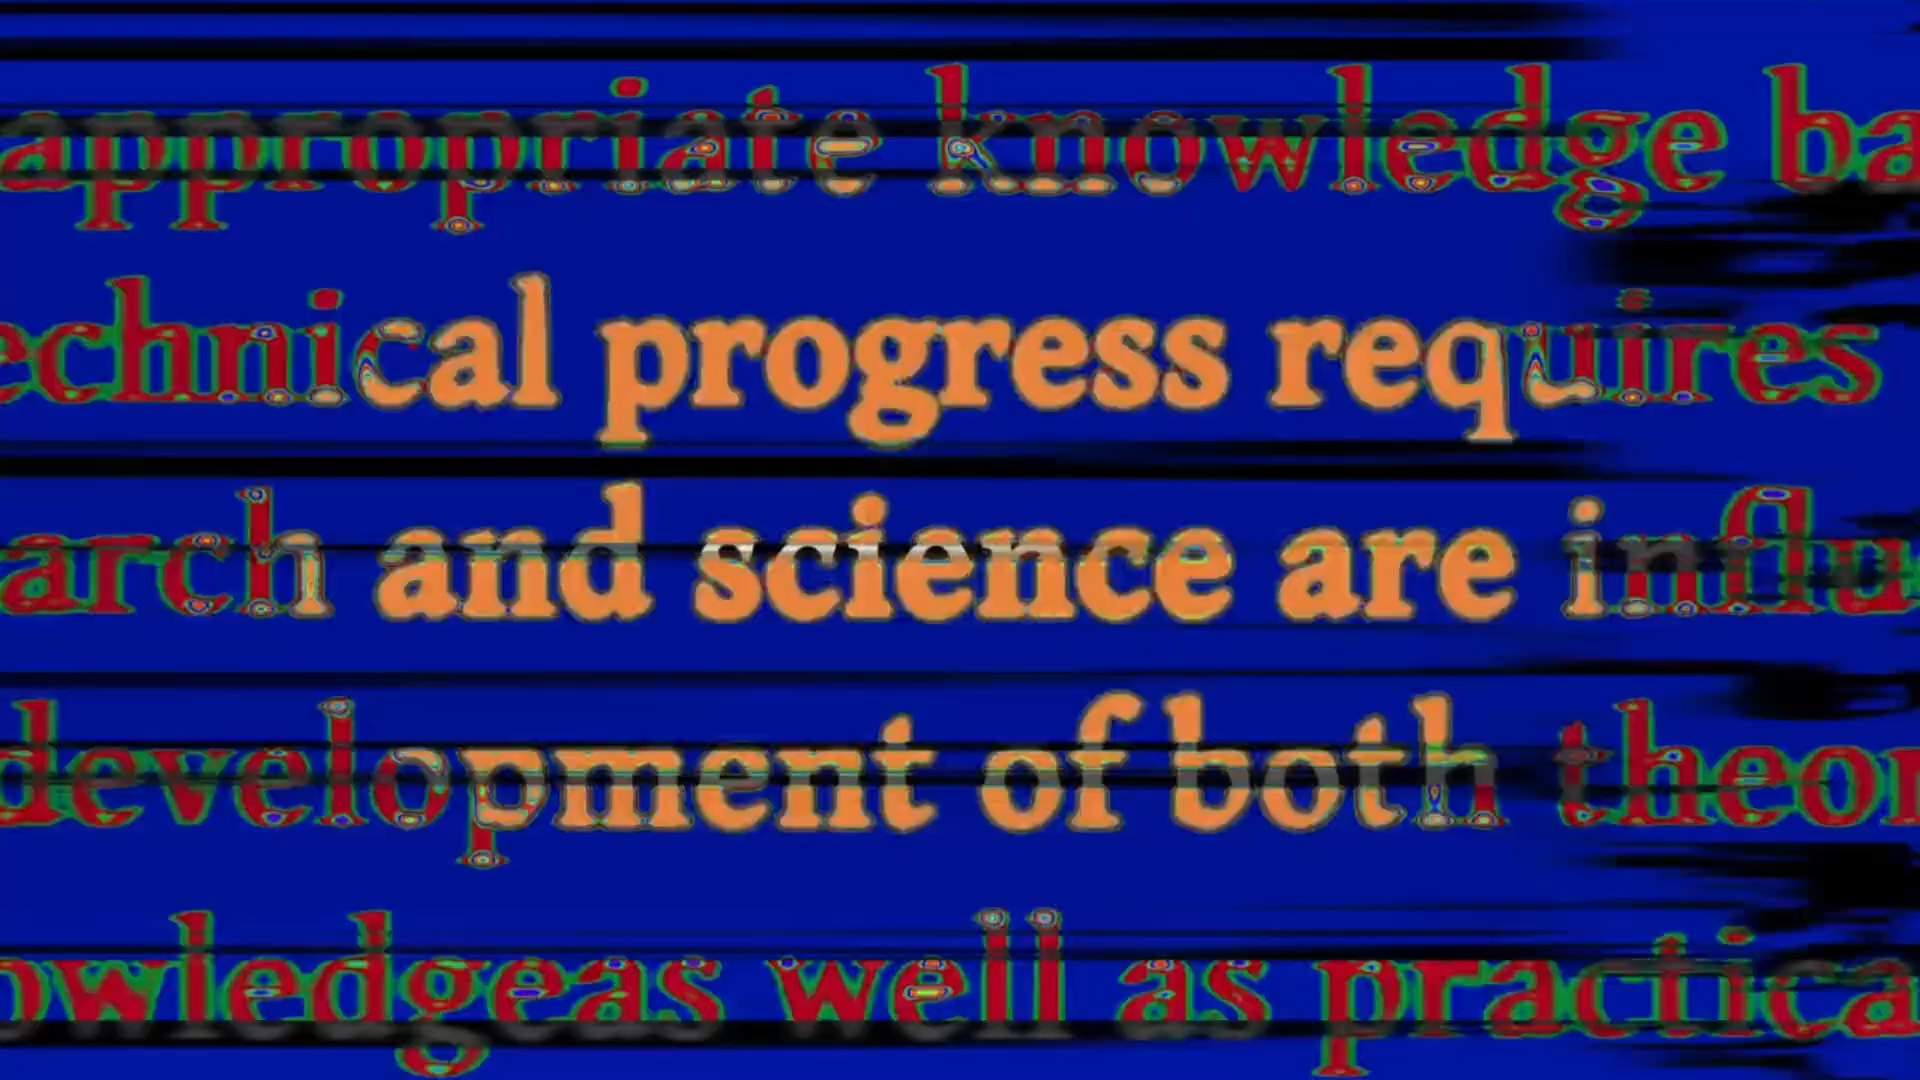 appropriate knowledge ba
echnical progress requires
arch and science are influ
development of both theor
owledgeas well as practica